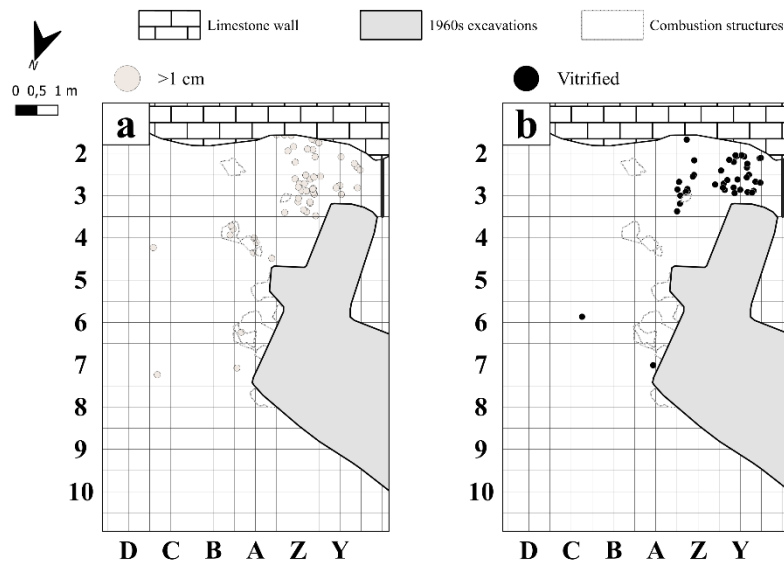 Limestone wall
1960s excavations
Combustion structures
N
0 0,5 1 m
>1 cm
Vitrified
a
b
2
3
4
5
6
7
8
9
10
D C B A Z Y
2
3
4
5
6
7
8
9
10
D C B A Z Y